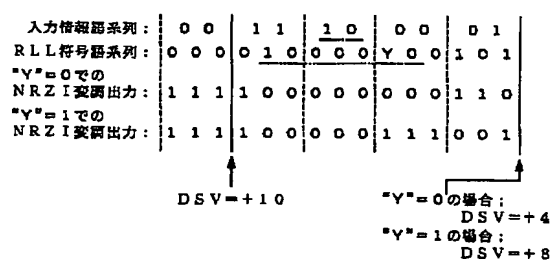 入力情報語系列： 0 0 1 1 1 0 0 0 0 1
RLL符号語系列： 0 0 0 0 1 0 0 0 0 Y 0 0 1 0 1
"Y"=0での
NRZI変調出力： 1 1 1 1 0 0 0 0 0 0 0 0 1 1 0
"Y"=1での
NRZI変調出力： 1 1 1 1 0 0 0 0 0 1 1 1 0 0 1
DSV=+10
"Y"=0の場合；
DSV=+4
"Y"=1の場合；
DSV=+8